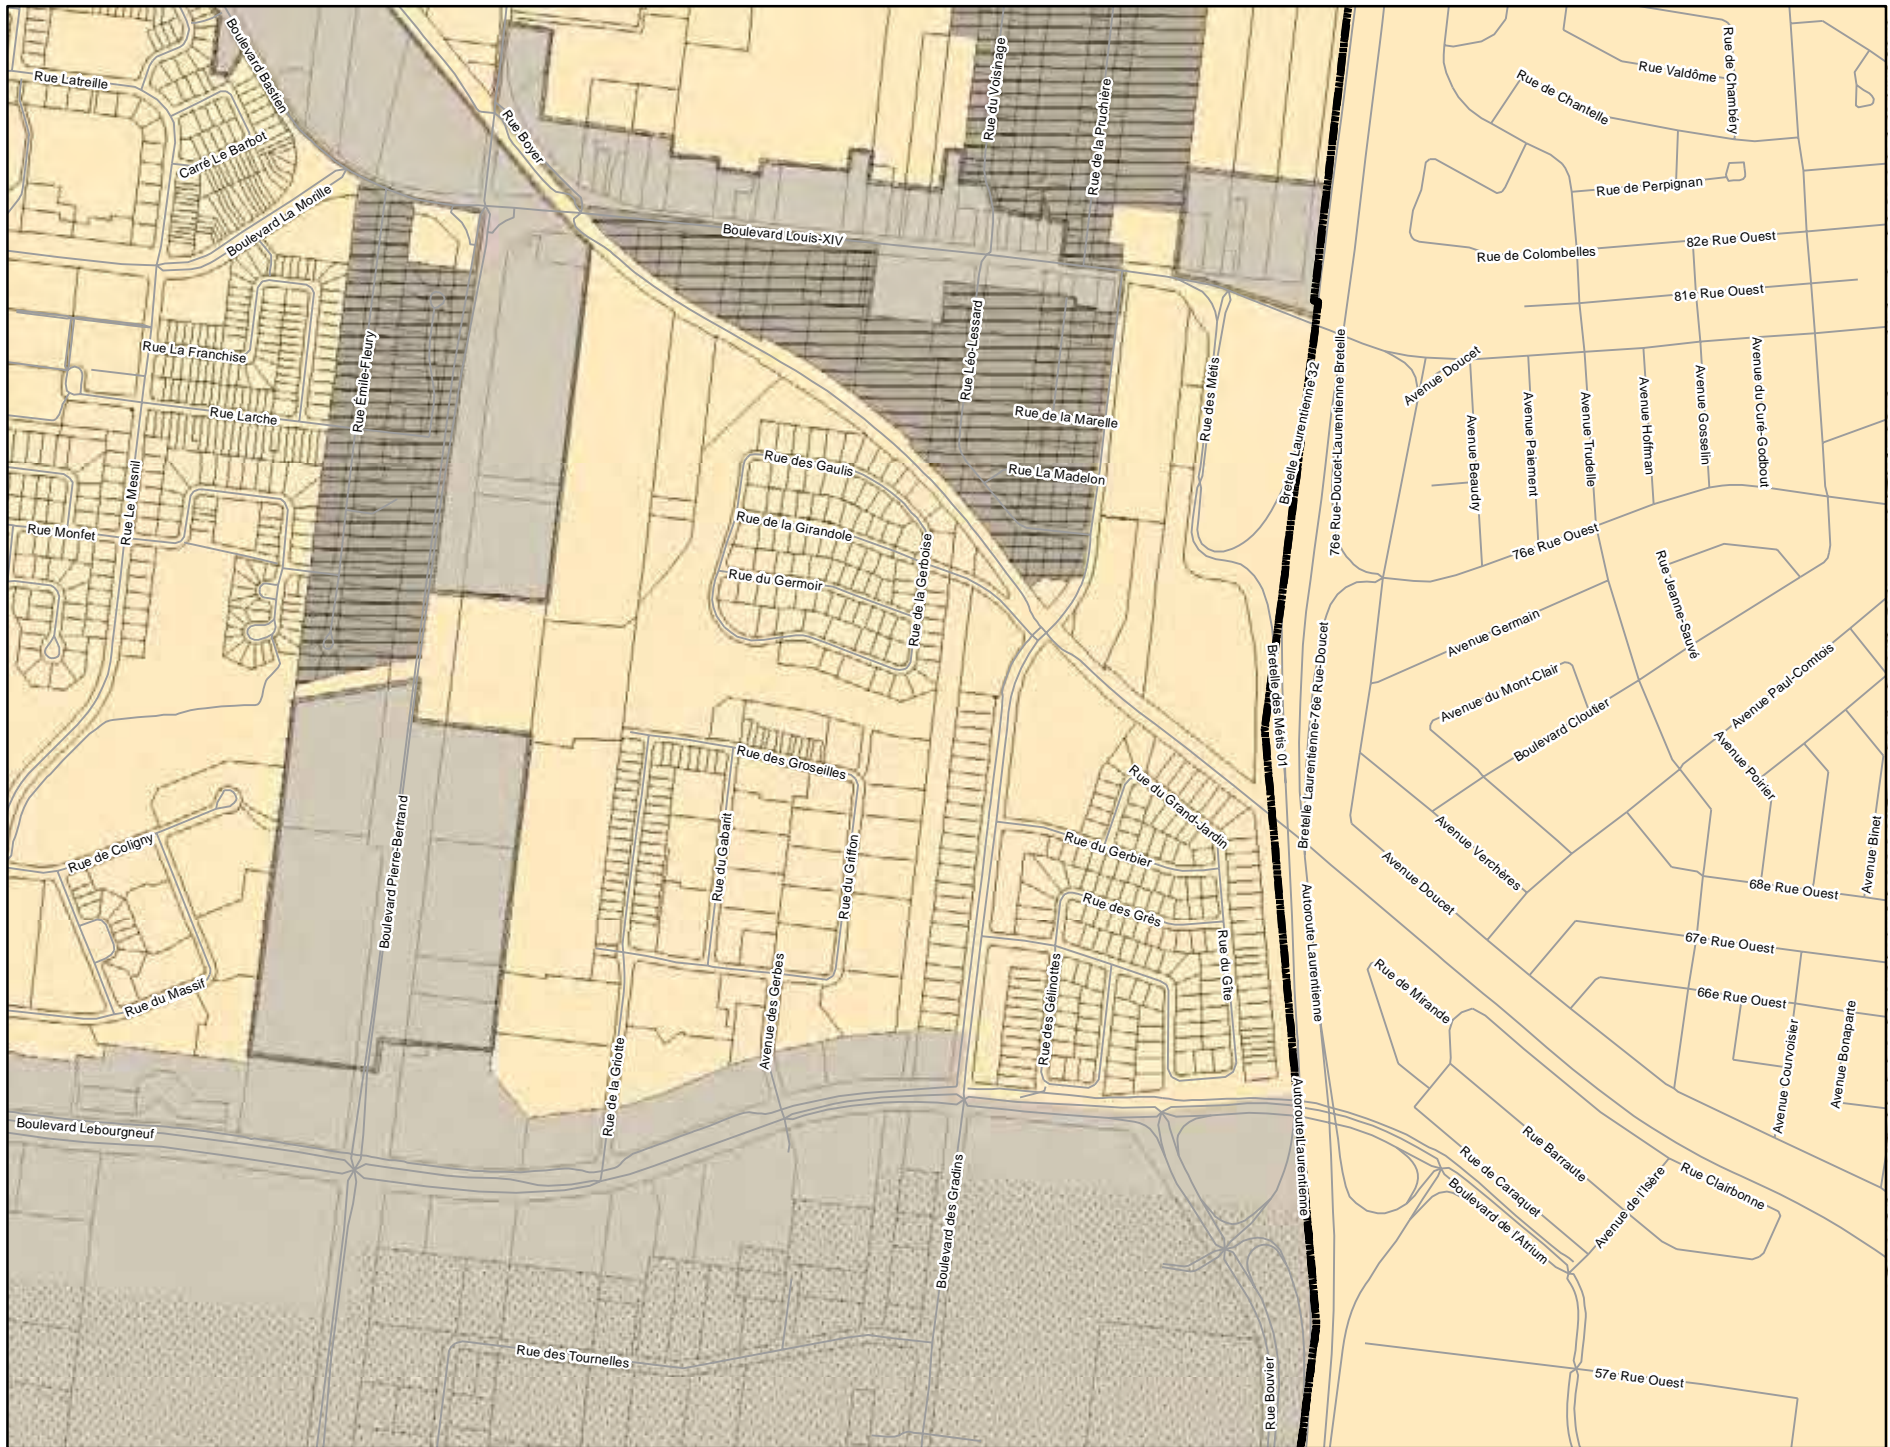 Boulevard Bastien
Rue Latreille
Carré Le Barbot
Boulevard La Morille
Rue Boyer
Rue du Voisinage
Rue de la Pruchière
Boulevard Louis-XIV
Rue Valdôme
Rue de Chambéry
Rue de Chantelle
Rue de Perpignan
82e Rue Ouest
Rue de Colombelles
81e Rue Ouest
Rue La Franchise
Rue Émile-Fleury
Rue Larche
Rue Léo-Lessard
Rue de la Marelle
Rue La Madelon
Rue des Métis
Bretelle Laurentienne 32
76e Rue-Doucet-Laurentienne Bretelle
Avenue Doucet
Avenue Beaudry
Avenue Paiement
Avenue Trudelle
Avenue Hoffman
Avenue Gosselin
Avenue du Curé-Godbout
76e Rue Ouest
Rue Le Mesnil
Rue Monfet
Rue des Gaulis
Rue de la Girandole
Rue du Germoir
Rue de la Gerboise
Rue Jeanne-Sauvé
Avenue Germain
Avenue du Mont-Clair
Boulevard Cloutier
Avenue Paul-Comtois
Avenue Poirier
Bretelle des Métis 01
Bretelle Laurentienne-76e Rue-Doucet
Rue des Groseilles
Rue du Gabarit
Rue du Griffon
Rue du Grand-Jardin
Rue du Gerbier
Rue des Grès
Rue du Gîte
Rue des Gélinottes
Avenue Verchères
Avenue Doucet
Avenue Binet
68e Rue Ouest
67e Rue Ouest
66e Rue Ouest
Rue de Coligny
Rue du Massif
Boulevard Pierre-Bertrand
Avenue des Gerbes
Rue de la Griotte
Autoroute Laurentienne
Rue de Mirande
Avenue Courvoisier
Avenue Bonaparte
Boulevard Lebourgneuf
Autoroute Laurentienne
Boulevard des Gradins
Rue Barraute
Rue de Caraquet
Boulevard de l'Atrium
Avenue de l'Isère
Rue Clairbonne
Rue des Tournelles
Rue Bouvier
57e Rue Ouest